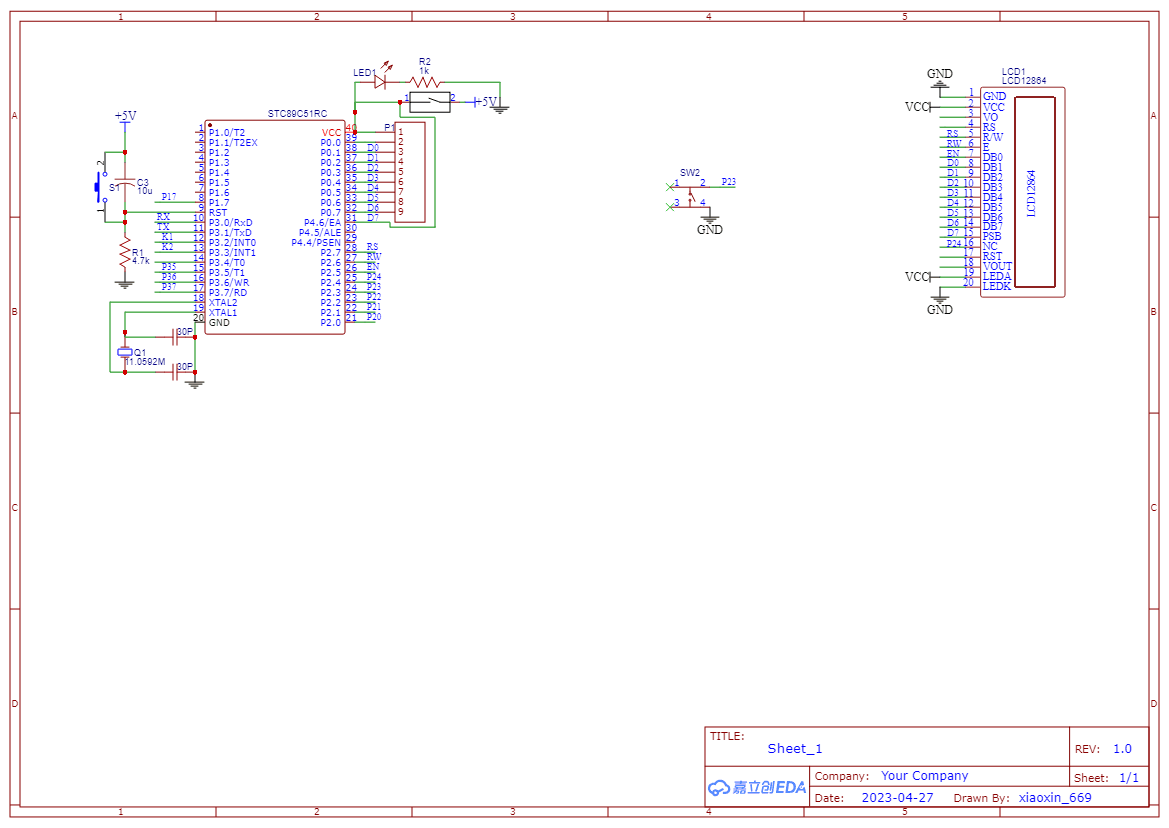 1 2 3 4 5
A
B
C
D
A
B
C
D
1 2 3 4 5
LED1
R2
1k
1 2
+5V
+5V
2
S1
1
C3
10u
R1
4.7k
STC89C51RC
1 P1.0/T2
2 P1.1/T2EX
3 P1.2
4 P1.3
5 P1.4
6 P1.5
7 P1.6
P17 8 P1.7
9 RST
RX 10 P3.0/RxD
TX 11 P3.1/TxD
K1 12 P3.2/INT0
K2 13 P3.3/INT1
14 P3.4/T0
P35 15 P3.5/T1
P36 16 P3.6/WR
P37 17 P3.7/RD
18 XTAL2
19 XTAL1
20 GND
VCC 40
P0.0 39
P0.1 38 D0
P0.2 37 D1
P0.3 36 D2
P0.4 35 D3
P0.5 34 D4
P0.6 33 D5
P0.7 32 D6
P4.6/EA 31 D7
P4.5/ALE 30
P4.4/PSEN 29
P2.7 28 RS
P2.6 27 RW
P2.5 26 EN
P2.4 25 P24
P2.3 24 P23
P2.2 23 P22
P2.1 22 P21
P2.0 21 P20
P1
1
2
3
4
5
6
7
8
9
30P
Q1
11.0592M
30P
SW2
1 2 P23
3 4
GND
LCD1
LCD12864
GND
VCC
1 GND
2 VCC
3 VO
4 RS
RS 5 R/W
RW 6 E
EN 7 DB0
D0 8 DB1
D1 9 DB2
D2 10 DB3
D3 11 DB4
D4 12 DB5
D5 13 DB6
D6 14 DB7
D7 15 PSB
P24 16 NC
17 RST
18 VOUT
VCC 19 LEDA
20 LEDK
GND
LCD12864
TITLE:
Sheet_1
REV: 1.0
嘉立创EDA
Company: Your Company
Sheet: 1/1
Date: 2023-04-27 Drawn By: xiaoxin_669